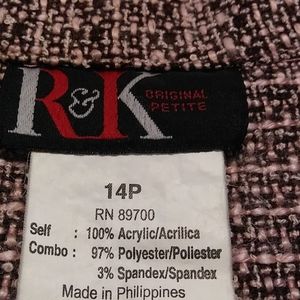 R&K
ORIGINAL
PETITE
14P
RN 89700
Self : 100% Acrylic/Acrilica
Combo : 97% Polyester/Poliester
3% Spandex/Spandex
Made in Philippines